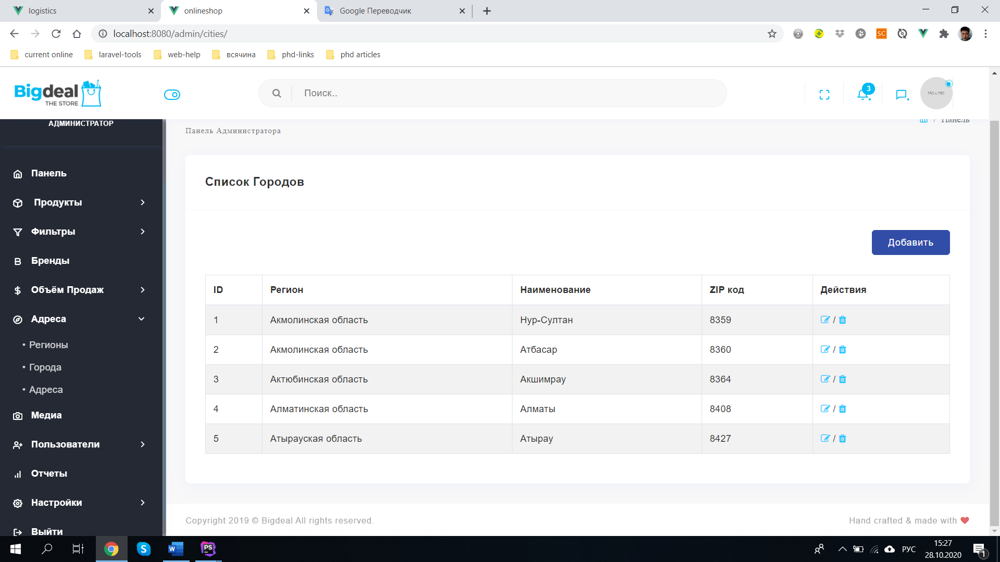 logistics
onlineshop
Google Переводчик
localhost:8080/admin/cities/
SC
current online
laravel-tools
web-help
всячина
phd-links
phd articles
Bigdeal
THE STORE
Поиск..
3
250 x 250
АДМИНИСТРАТОР
Панель Администратора
/ Панель
Панель
Продукты
Фильтры
Бренды
Объём Продаж
Адреса
• Регионы
• Города
• Адреса
Медиа
Пользователи
Отчеты
Настройки
Выйти
Список Городов
Добавить
ID Регион Наименование ZIP код Действия
1 Акмолинская область Нур-Султан 8359 /
2 Акмолинская область Атбасар 8360 /
3 Актюбинская область Акшимрау 8364 /
4 Алматинская область Алматы 8408 /
5 Атырауская область Атырау 8427 /
Copyright 2019 © Bigdeal All rights reserved.
Hand crafted & made with
S
W
PS
РУС
15:27
28.10.2020
1